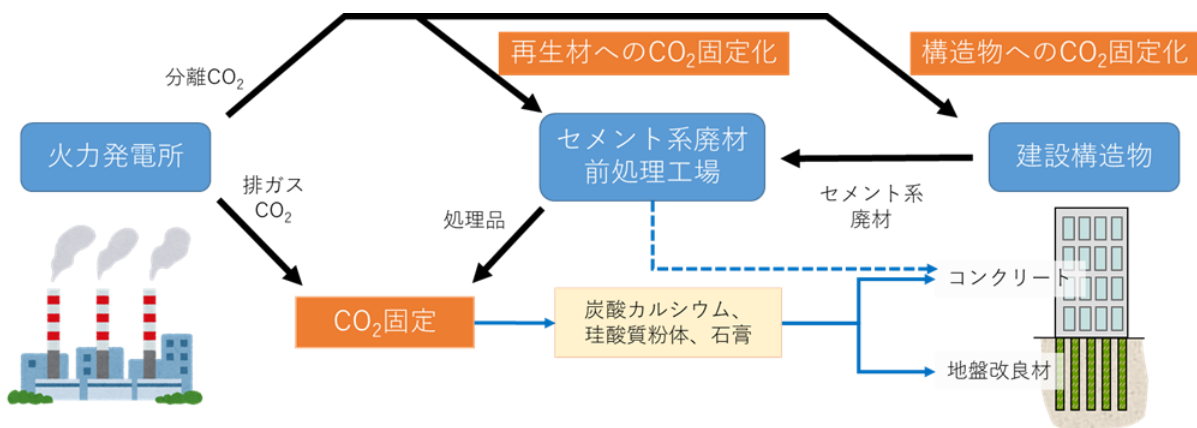 再生材へのCO₂固定化
構造物へのCO₂固定化
分離CO₂
火力発電所
セメント系廃材
前処理工場
建設構造物
排ガス
CO₂
処理品
セメント系
廃材
コンクリート
CO₂固定
炭酸カルシウム、
珪酸質粉体、石膏
地盤改良材